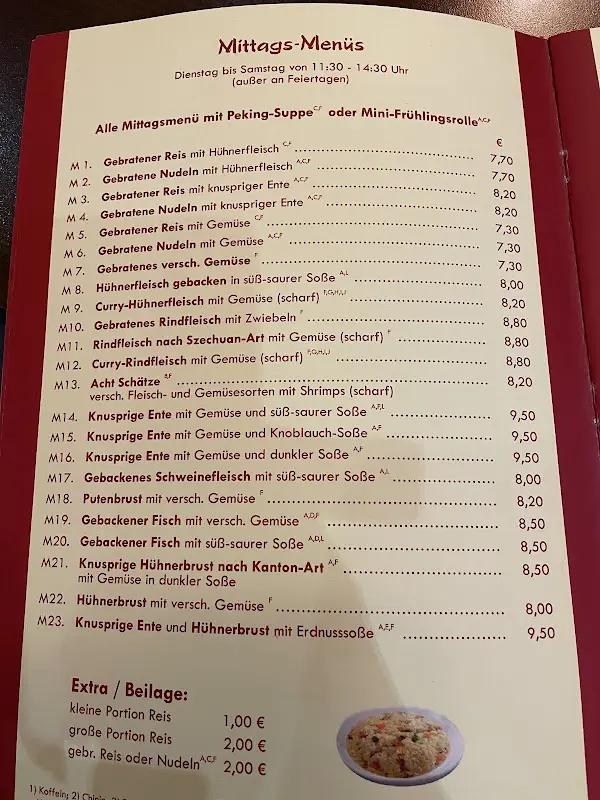 Mittags-Menüs
Dienstag bis Samstag von 11:30 - 14:30 Uhr
(außer an Feiertagen)
Alle Mittagsmenü mit Peking-Suppe C,F oder Mini-Frühlingsrolle A,C,F
€
M 1. Gebratener Reis mit Hühnerfleisch C,F 7,70
M 2. Gebratene Nudeln mit Hühnerfleisch A,C,F 7,70
M 3. Gebratener Reis mit knuspriger Ente A,C,F 8,20
M 4. Gebratene Nudeln mit knuspriger Ente A,C,F 8,20
M 5. Gebratener Reis mit Gemüse C,F 7,30
M 6. Gebratene Nudeln mit Gemüse A,C,F 7,30
M 7. Gebratenes versch. Gemüse F 7,30
M 8. Hühnerfleisch gebacken in süß-saurer Soße A,L 8,00
M 9. Curry-Hühnerfleisch mit Gemüse (scharf) 8,20
M10. Gebratenes Rindfleisch mit Zwiebeln F 8,80
M11. Rindfleisch nach Szechuan-Art mit Gemüse (scharf) F 8,80
M12. Curry-Rindfleisch mit Gemüse (scharf) 8,80
M13. Acht Schätze B,F 8,20
versch. Fleisch- und Gemüsesorten mit Shrimps (scharf)
M14. Knusprige Ente mit Gemüse und süß-saurer Soße A,F,L 9,50
M15. Knusprige Ente mit Gemüse und Knoblauch-Soße A,F 9,50
M16. Knusprige Ente mit Gemüse und dunkler Soße A,F 9,50
M17. Gebackenes Schweinefleisch mit süß-saurer Soße A,L 8,00
M18. Putenbrust mit versch. Gemüse F 8,20
M19. Gebackener Fisch mit versch. Gemüse A,D,F 8,50
M20. Gebackener Fisch mit süß-saurer Soße A,D,L 8,50
M21. Knusprige Hühnerbrust nach Kanton-Art A,F 8,50
mit Gemüse in dunkler Soße
M22. Hühnerbrust mit versch. Gemüse F 8,00
M23. Knusprige Ente und Hühnerbrust mit Erdnusssoße A,E,F 9,50
Extra / Beilage:
kleine Portion Reis 1,00 €
große Portion Reis 2,00 €
gebr. Reis oder Nudeln A,C,F 2,00 €
1) Koffein; 2) Chinin